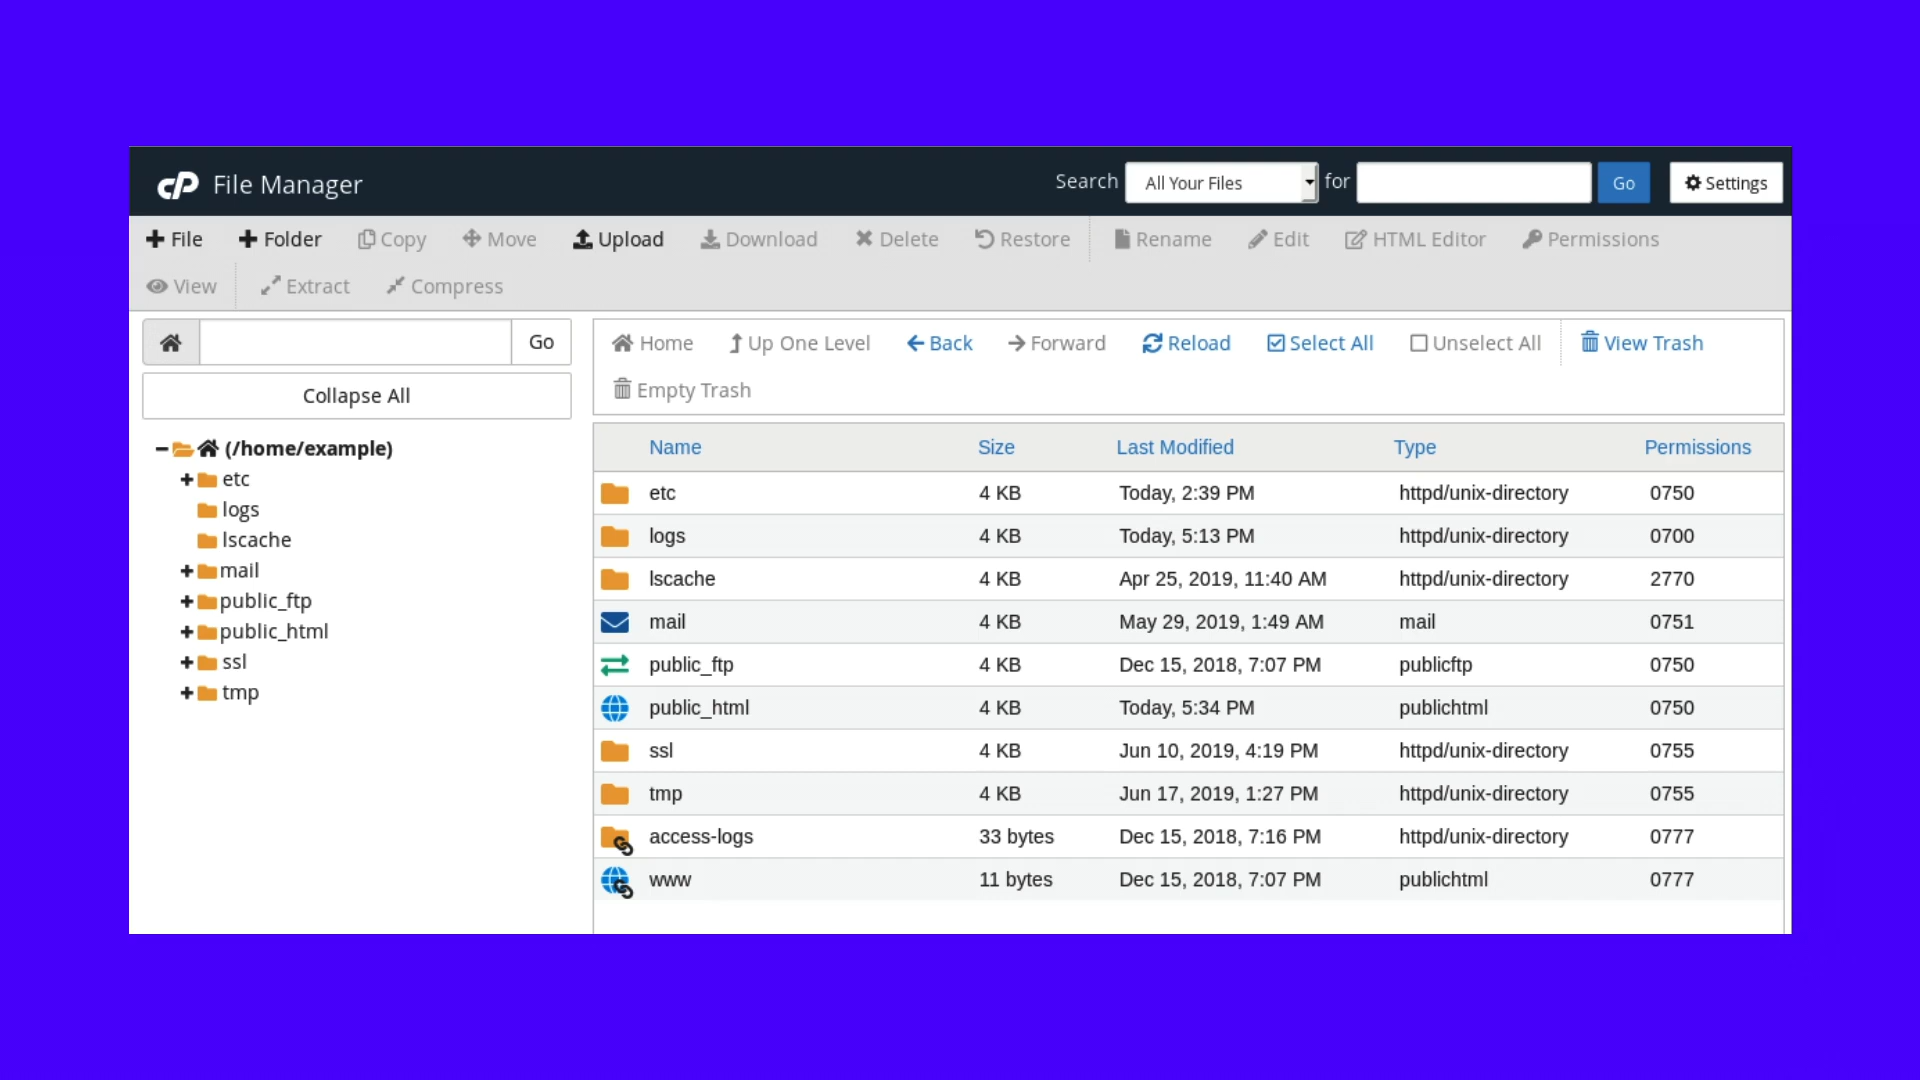 cP File Manager Search All Your Files for Go Settings
File Folder Copy Move Upload Download Delete Restore Rename Edit HTML Editor Permissions
View Extract Compress
Go
Collapse All
(/home/example)
etc
logs
lscache
mail
public_ftp
public_html
ssl
tmp
Home Up One Level Back Forward Reload Select All Unselect All View Trash
Empty Trash
Name Size Last Modified Type Permissions
etc 4 KB Today, 2:39 PM httpd/unix-directory 0750
logs 4 KB Today, 5:13 PM httpd/unix-directory 0700
lscache 4 KB Apr 25, 2019, 11:40 AM httpd/unix-directory 2770
mail 4 KB May 29, 2019, 1:49 AM mail 0751
public_ftp 4 KB Dec 15, 2018, 7:07 PM publicftp 0750
public_html 4 KB Today, 5:34 PM publichtml 0750
ssl 4 KB Jun 10, 2019, 4:19 PM httpd/unix-directory 0755
tmp 4 KB Jun 17, 2019, 1:27 PM httpd/unix-directory 0755
access-logs 33 bytes Dec 15, 2018, 7:16 PM httpd/unix-directory 0777
www 11 bytes Dec 15, 2018, 7:07 PM publichtml 0777